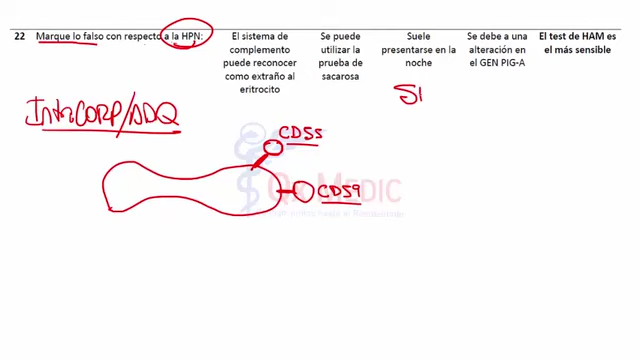 22 Marque lo falso con respecto a la HPN:
El sistema de
complemento
puede reconocer
como extraño al
eritrocito
Se puede
utilizar la
prueba de
sacarosa
Suele
presentarse en la
noche
Se debe a una
alteración en
el GEN PIG-A
El test de HAM es
el más sensible
SI
INTRACORP/ADQ
CD55
CD59
Qx MEDIC